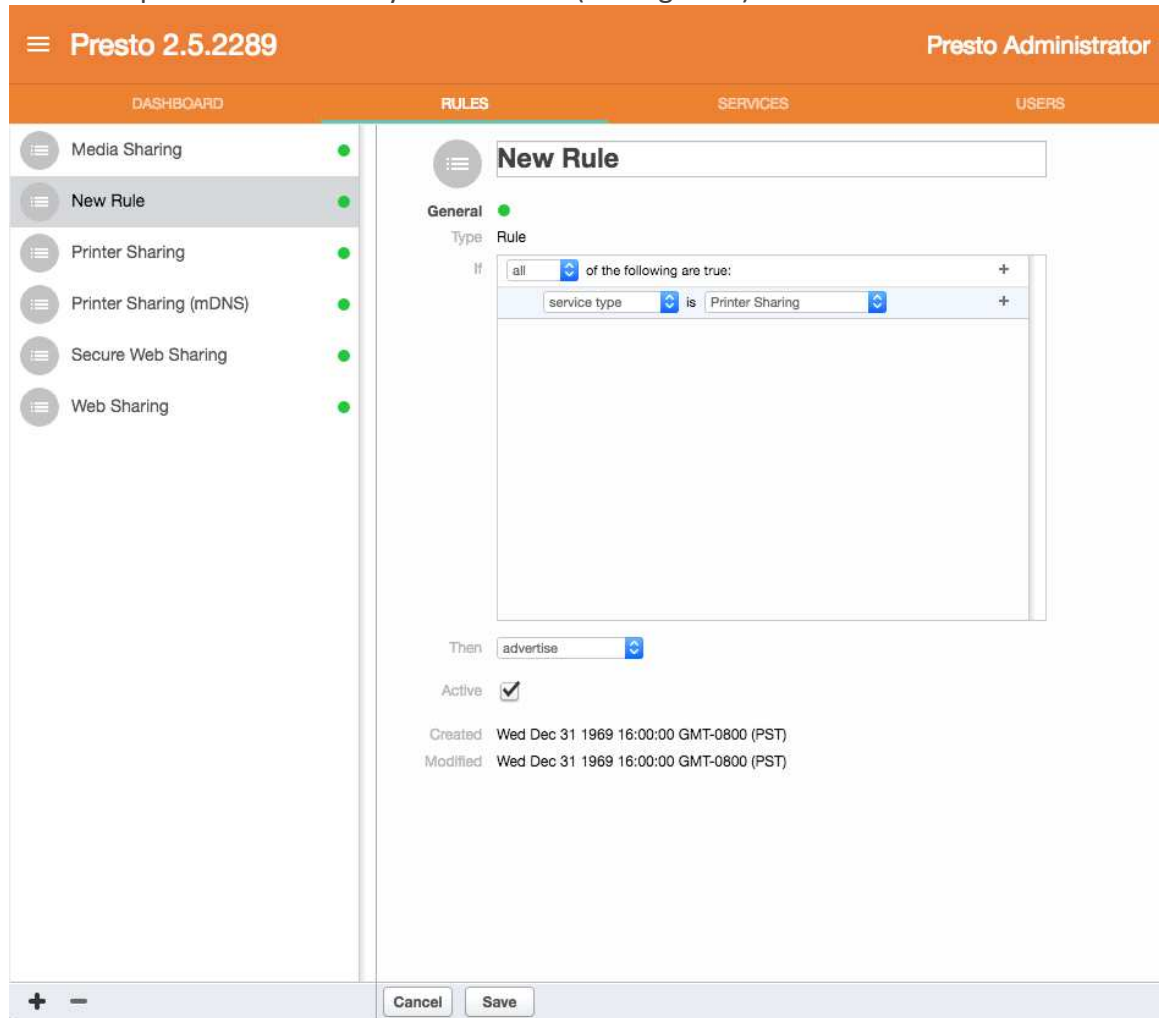 Presto 2.5.2289
Presto Administrator
DASHBOARD
RULES
SERVICES
USERS
Media Sharing
New Rule
Printer Sharing
Printer Sharing (mDNS)
Secure Web Sharing
Web Sharing
New Rule
General
Type Rule
If all of the following are true: +
service type is Printer Sharing +
Then advertise
Active
Created Wed Dec 31 1969 16:00:00 GMT-0800 (PST)
Modified Wed Dec 31 1969 16:00:00 GMT-0800 (PST)
+ −
Cancel Save